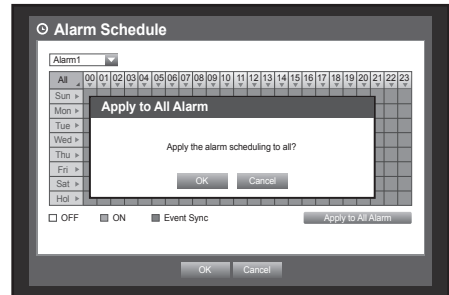 Alarm Schedule
Alarm1
All 00 01 02 03 04 05 06 07 08 09 10 11 12 13 14 15 16 17 18 19 20 21 22 23
Sun
Mon
Tue
Wed
Thu
Fri
Sat
Hol
Apply to All Alarm
Apply the alarm scheduling to all?
OK Cancel
OFF ON Event Sync Apply to All Alarm
OK Cancel